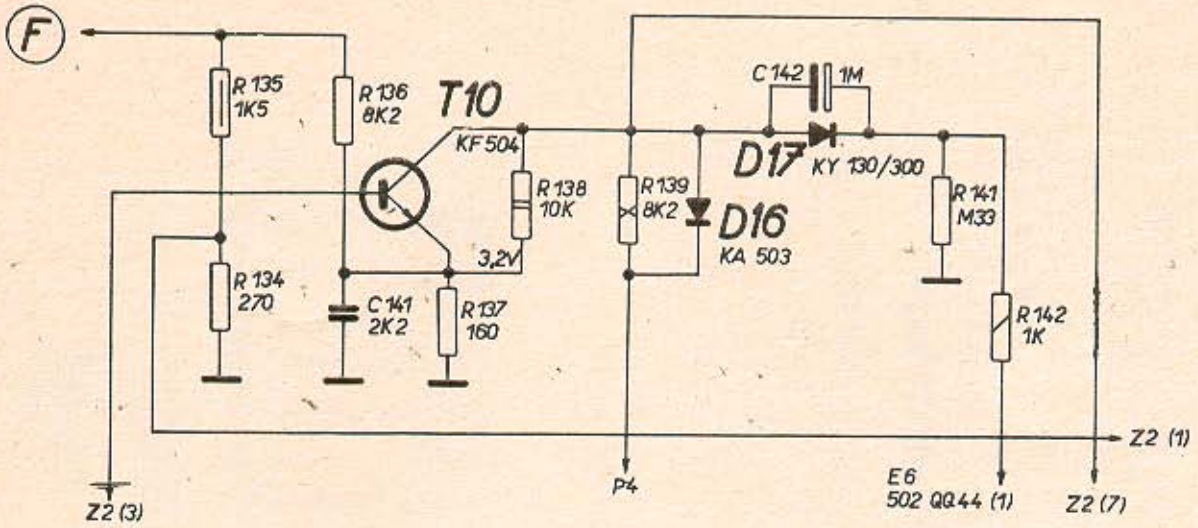 F
R 135
1K5
R 136
8K2
T10
KF 504
C 142
1M
D17
KY 130/300
R 138
10K
R 139
8K2
D16
KA 503
R 141
M33
3,2V
R 134
270
C 141
2K2
R 137
160
R 142
1K
Z2 (1)
Z2 (3)
P4
E6
502 QQ 44 (1)
Z2 (7)